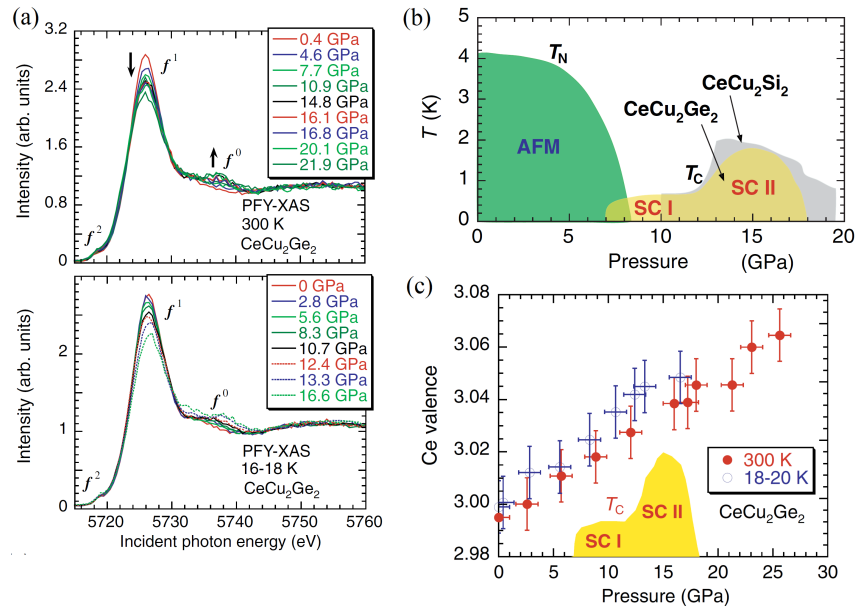 (a)
3.2
2.4
1.6
0.8
0
Intensity (arb. units)
f¹
f⁰
f²
0.4 GPa
4.6 GPa
7.7 GPa
10.9 GPa
14.8 GPa
16.1 GPa
16.8 GPa
20.1 GPa
21.9 GPa
PFY-XAS
300 K
CeCu₂Ge₂
2
1
0
Intensity (arb. units)
f¹
f⁰
f²
0 GPa
2.8 GPa
5.6 GPa
8.3 GPa
10.7 GPa
12.4 GPa
13.3 GPa
16.6 GPa
PFY-XAS
16-18 K
CeCu₂Ge₂
5720 5730 5740 5750 5760
Incident photon energy (eV)
(b)
5
4
3
2
1
0
T (K)
T_N
AFM
CeCu₂Si₂
CeCu₂Ge₂
T_C
SC I
SC II
0 5 10 15 20
Pressure (GPa)
(c)
3.08
3.06
3.04
3.02
3.00
2.98
Ce valence
300 K
18-20 K
T_C
SC II
SC I
CeCu₂Ge₂
0 5 10 15 20 25 30
Pressure (GPa)